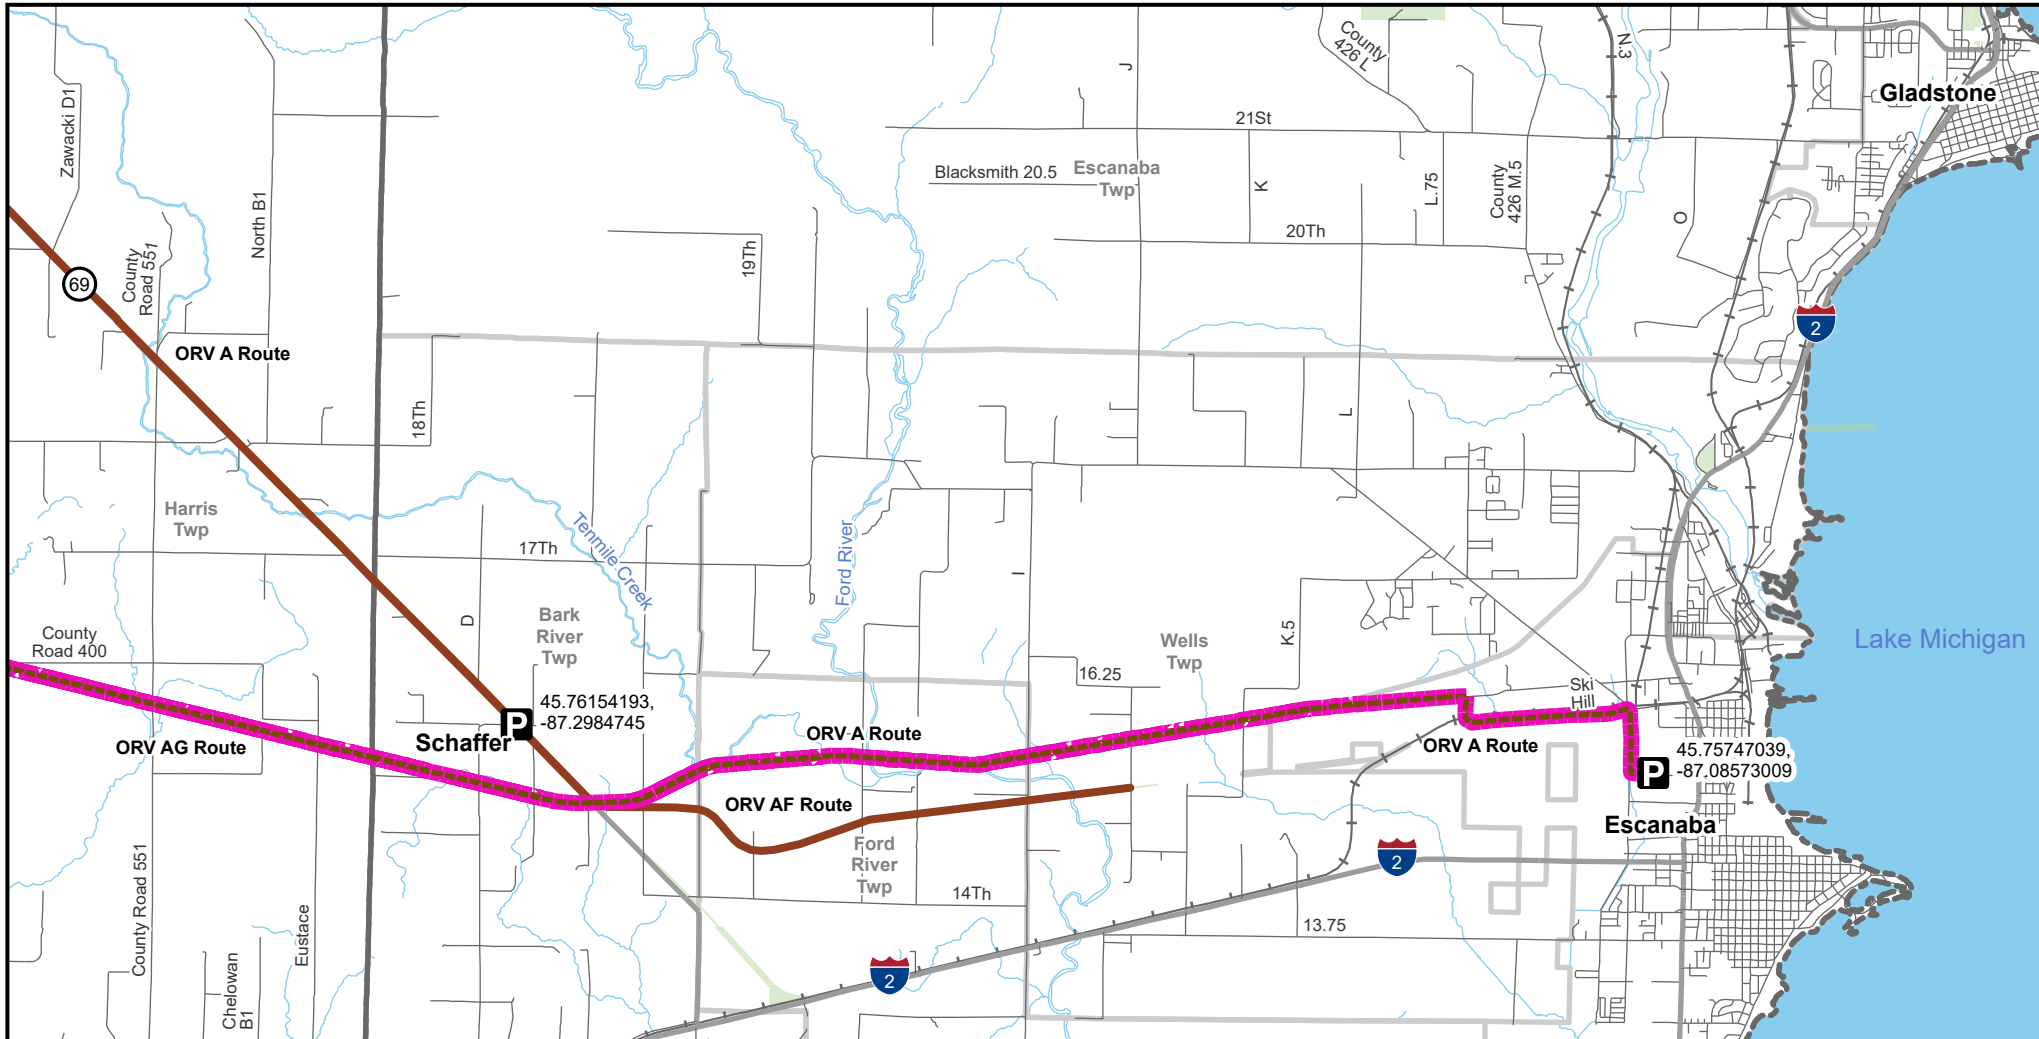 County
426 L
N.3
Gladstone
Zawacki D1
J
21St
Blacksmith 20.5
Escanaba
Twp
K
L.75
County
426 M.5
O
North B1
County
Road 551
19Th
20Th
69
2
ORV A Route
18Th
L
Harris
Twp
17Th
Tenmile Creek
Ford River
I
D
Bark
River
Twp
County
Road 400
Wells
Twp
K.5
Lake Michigan
16.25
Ski
Hill
P
45.76154193,
-87.2984745
Schaffer
ORV AG Route
ORV A Route
ORV A Route
45.75747039,
-87.08573009
P
ORV AF Route
Escanaba
Ford
River
Twp
2
14Th
County Road 551
Eustace
Chelowan
B1
13.75
2